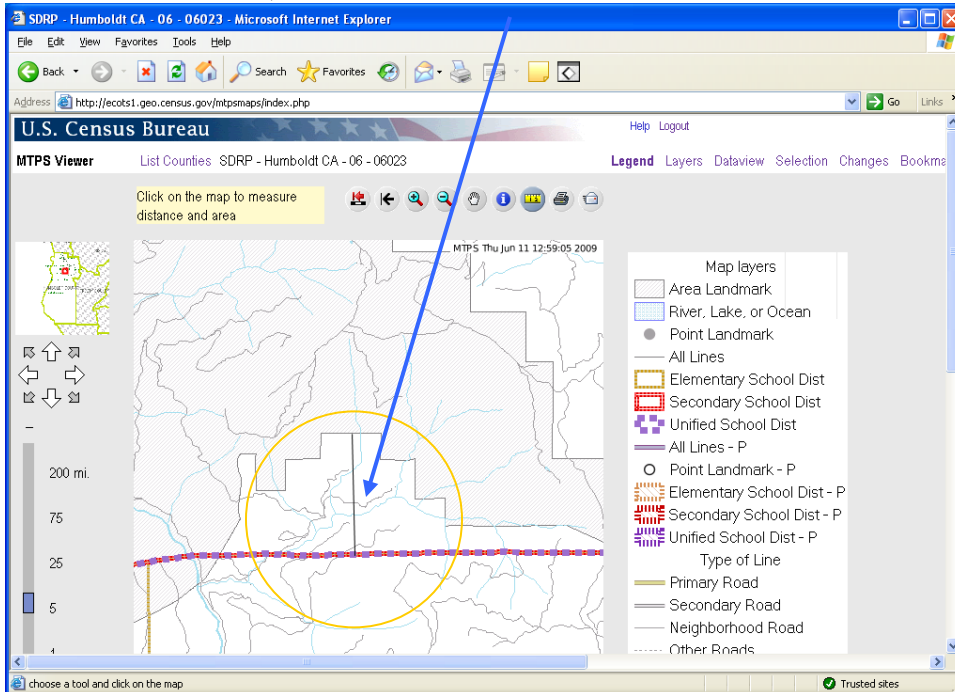 SDRP - Humboldt CA - 06 - 06023 - Microsoft Internet Explorer
File Edit View Favorites Tools Help
Back Search Favorites
Address http://ecots1.geo.census.gov/mtpsmaps/index.php Go Links
U.S. Census Bureau Help Logout
MTPS Viewer List Counties SDRP - Humboldt CA - 06 - 06023 Legend Layers Dataview Selection Changes Bookma
Click on the map to measure
distance and area
MTPS Thu Jun 11 12:59:05 2009
Map layers
Area Landmark
River, Lake, or Ocean
Point Landmark
All Lines
Elementary School Dist
Secondary School Dist
Unified School Dist
All Lines - P
Point Landmark - P
Elementary School Dist - P
Secondary School Dist - P
Unified School Dist - P
Type of Line
Primary Road
Secondary Road
Neighborhood Road
Other Roads
200 mi.
75
25
5
1
choose a tool and click on the map Trusted sites